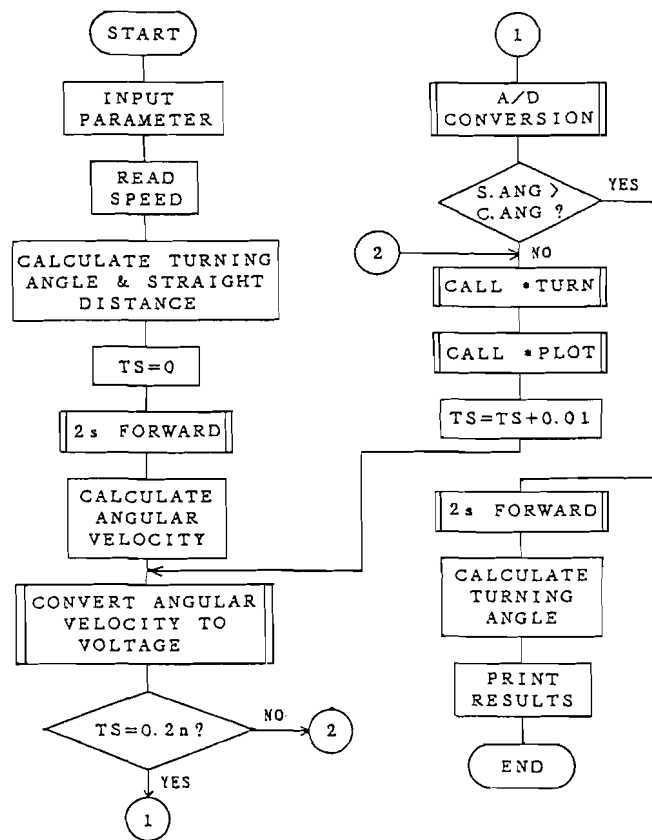 START
INPUT
PARAMETER
READ
SPEED
CALCULATE TURNING
ANGLE & STRAIGHT
DISTANCE
TS=0
2s FORWARD
CALCULATE
ANGULAR
VELOCITY
CONVERT ANGULAR
VELOCITY TO
VOLTAGE
TS=0.2n?
NO
2
YES
1
1
A/D
CONVERSION
S.ANG >
C.ANG ?
YES
2
NO
CALL *TURN
CALL *PLOT
TS=TS+0.01
2s FORWARD
CALCULATE
TURNING
ANGLE
PRINT
RESULTS
END